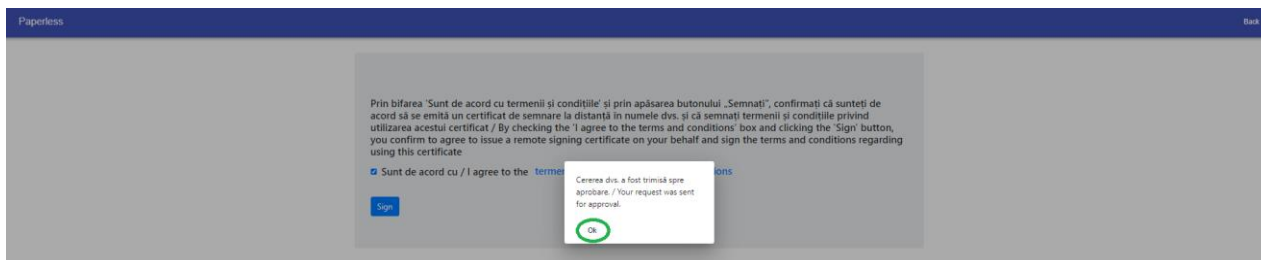 Paperless
Back
Prin bifarea 'Sunt de acord cu termenii și condițiile' și prin apăsarea butonului „Semnați”, confirmați că sunteți de
acord să se emită un certificat de semnare la distanță în numele dvs. și că semnați termenii și condițiile privind
utilizarea acestui certificat / By checking the 'I agree to the terms and conditions' box and clicking the 'Sign' button,
you confirm to agree to issue a remote signing certificate on your behalf and sign the terms and conditions regarding
using this certificate
Sunt de acord cu / I agree to the
Sign
Cererea dvs. a fost trimisă spre
aprobare. / Your request was sent
for approval.
Ok